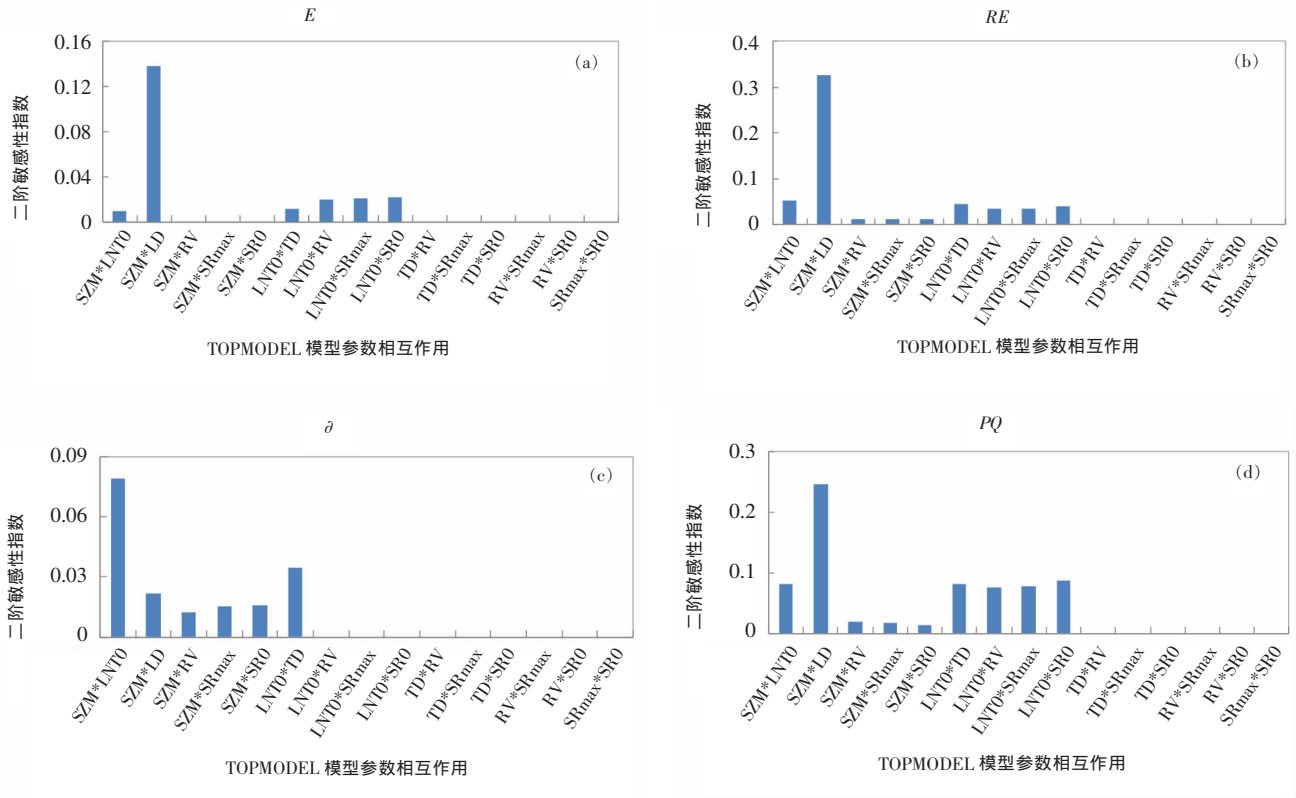 E
0.16
0.12
0.08
0.04
0
二阶敏感性指数
(a)
SZM*LNT0
SZM*LD
SZM*RV
SZM*SRmax
SZM*SR0
LNT0*TD
LNT0*RV
LNT0*SRmax
LNT0*SR0
TD*RV
TD*SRmax
TD*SR0
RV*SRmax
RV*SR0
SRmax*SR0
TOPMODEL 模型参数相互作用
RE
0.4
0.3
0.2
0.1
0
二阶敏感性指数
(b)
SZM*LNT0
SZM*LD
SZM*RV
SZM*SRmax
SZM*SR0
LNT0*TD
LNT0*RV
LNT0*SRmax
LNT0*SR0
TD*RV
TD*SRmax
TD*SR0
RV*SRmax
RV*SR0
SRmax*SR0
TOPMODEL 模型参数相互作用
∂
0.09
0.06
0.03
0
二阶敏感性指数
(c)
SZM*LNT0
SZM*LD
SZM*RV
SZM*SRmax
SZM*SR0
LNT0*TD
LNT0*RV
LNT0*SRmax
LNT0*SR0
TD*RV
TD*SRmax
TD*SR0
RV*SRmax
RV*SR0
SRmax*SR0
TOPMODEL 模型参数相互作用
PQ
0.3
0.2
0.1
0
二阶敏感性指数
(d)
SZM*LNT0
SZM*LD
SZM*RV
SZM*SRmax
SZM*SR0
LNT0*TD
LNT0*RV
LNT0*SRmax
LNT0*SR0
TD*RV
TD*SRmax
TD*SR0
RV*SRmax
RV*SR0
SRmax*SR0
TOPMODEL 模型参数相互作用